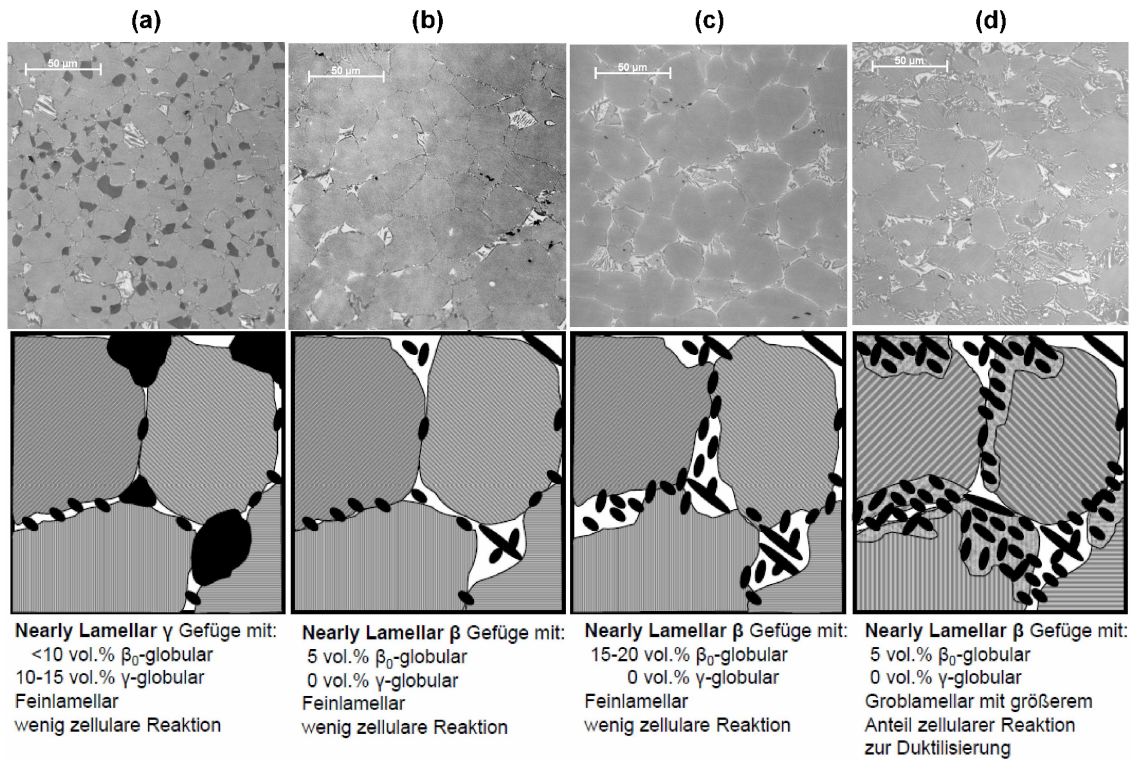 (a)
(b)
(c)
(d)
50 µm
50 µm
50 µm
50 µm
Nearly Lamellar γ Gefüge mit:
<10 vol.% β₀-globular
10-15 vol.% γ-globular
Feinlamellar
wenig zellulare Reaktion
Nearly Lamellar β Gefüge mit:
5 vol.% β₀-globular
0 vol.% γ-globular
Feinlamellar
wenig zellulare Reaktion
Nearly Lamellar β Gefüge mit:
15-20 vol.% β₀-globular
0 vol.% γ-globular
Feinlamellar
wenig zellulare Reaktion
Nearly Lamellar β Gefüge mit:
5 vol.% β₀-globular
0 vol.% γ-globular
Groblamellar mit größerem
Anteil zellularer Reaktion
zur Duktilisierung